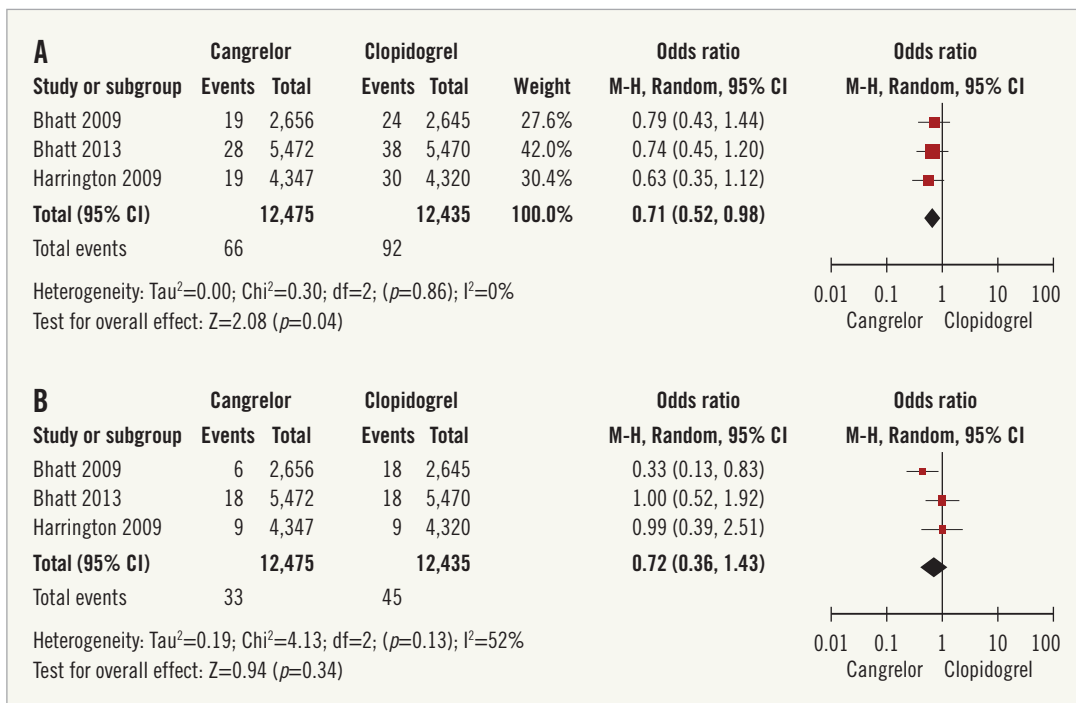 A Cangrelor Clopidogrel Odds ratio Odds ratio
Study or subgroup Events Total Events Total Weight M-H, Random, 95% CI M-H, Random, 95% CI
Bhatt 2009 19 2,656 24 2,645 27.6% 0.79 (0.43, 1.44)
Bhatt 2013 28 5,472 38 5,470 42.0% 0.74 (0.45, 1.20)
Harrington 2009 19 4,347 30 4,320 30.4% 0.63 (0.35, 1.12)
Total (95% CI) 12,475 12,435 100.0% 0.71 (0.52, 0.98)
Total events 66 92
Heterogeneity: Tau²=0.00; Chi²=0.30; df=2; (p=0.86); I²=0%
Test for overall effect: Z=2.08 (p=0.04)
0.01 0.1 1 10 100
Cangrelor Clopidogrel
B Cangrelor Clopidogrel Odds ratio Odds ratio
Study or subgroup Events Total Events Total M-H, Random, 95% CI M-H, Random, 95% CI
Bhatt 2009 6 2,656 18 2,645 0.33 (0.13, 0.83)
Bhatt 2013 18 5,472 18 5,470 1.00 (0.52, 1.92)
Harrington 2009 9 4,347 9 4,320 0.99 (0.39, 2.51)
Total (95% CI) 12,475 12,435 0.72 (0.36, 1.43)
Total events 33 45
Heterogeneity: Tau²=0.19; Chi²=4.13; df=2; (p=0.13); I²=52%
Test for overall effect: Z=0.94 (p=0.34)
0.01 0.1 1 10 100
Cangrelor Clopidogrel